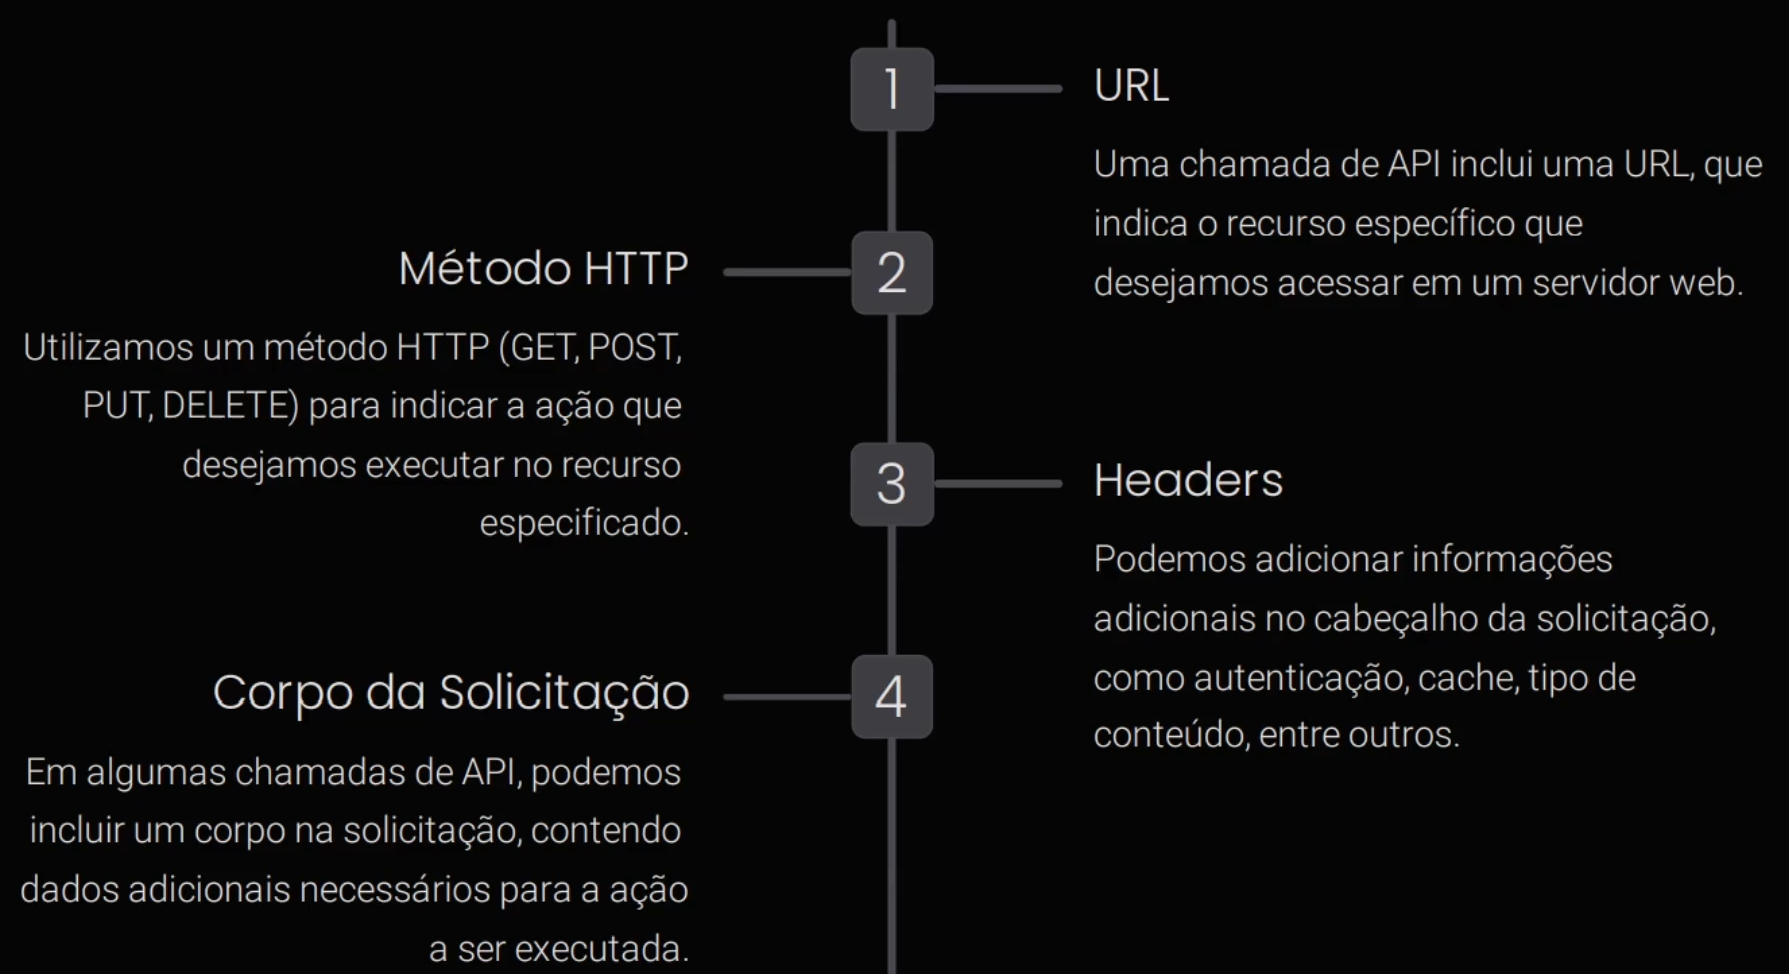 1
URL
Uma chamada de API inclui uma URL, que
indica o recurso específico que
desejamos acessar em um servidor web.
2
Método HTTP
Utilizamos um método HTTP (GET, POST,
PUT, DELETE) para indicar a ação que
desejamos executar no recurso
especificado.
3
Headers
Podemos adicionar informações
adicionais no cabeçalho da solicitação,
como autenticação, cache, tipo de
conteúdo, entre outros.
4
Corpo da Solicitação
Em algumas chamadas de API, podemos
incluir um corpo na solicitação, contendo
dados adicionais necessários para a ação
a ser executada.